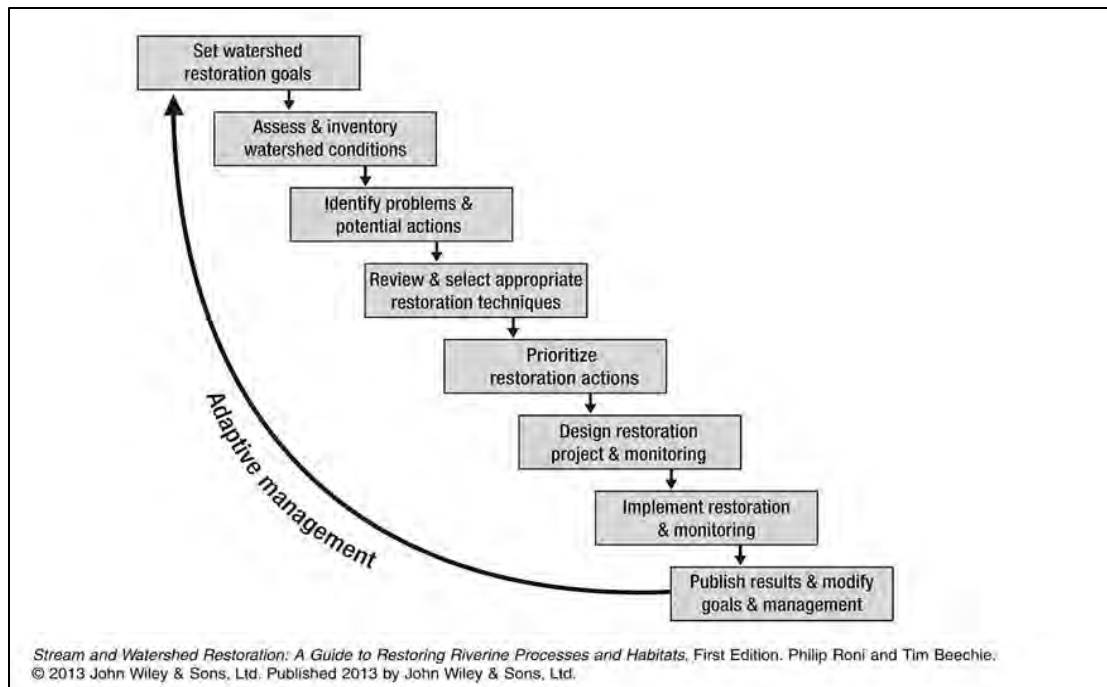 Set watershed
restoration goals
Assess & inventory
watershed conditions
Identify problems &
potential actions
Review & select appropriate
restoration techniques
Prioritize
restoration actions
Design restoration
project & monitoring
Implement restoration
& monitoring
Publish results & modify
goals & management
Adaptive management
Stream and Watershed Restoration: A Guide to Restoring Riverine Processes and Habitats, First Edition. Philip Roni and Tim Beechie.
© 2013 John Wiley & Sons, Ltd. Published 2013 by John Wiley & Sons, Ltd.